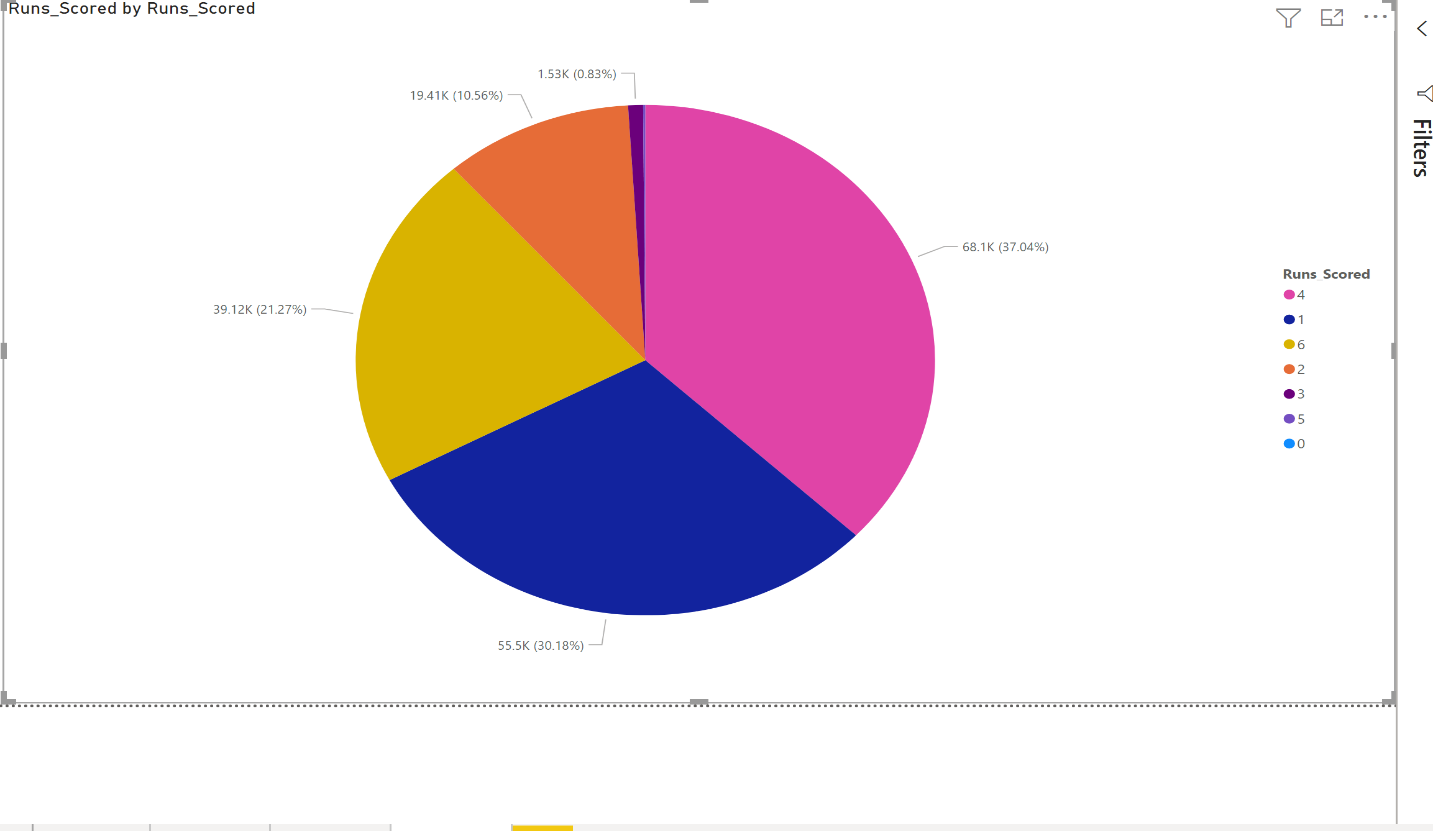 Runs_Scored by Runs_Scored
1.53K (0.83%)
19.41K (10.56%)
68.1K (37.04%)
39.12K (21.27%)
55.5K (30.18%)
Runs_Scored
4
1
6
2
3
5
0
Filters